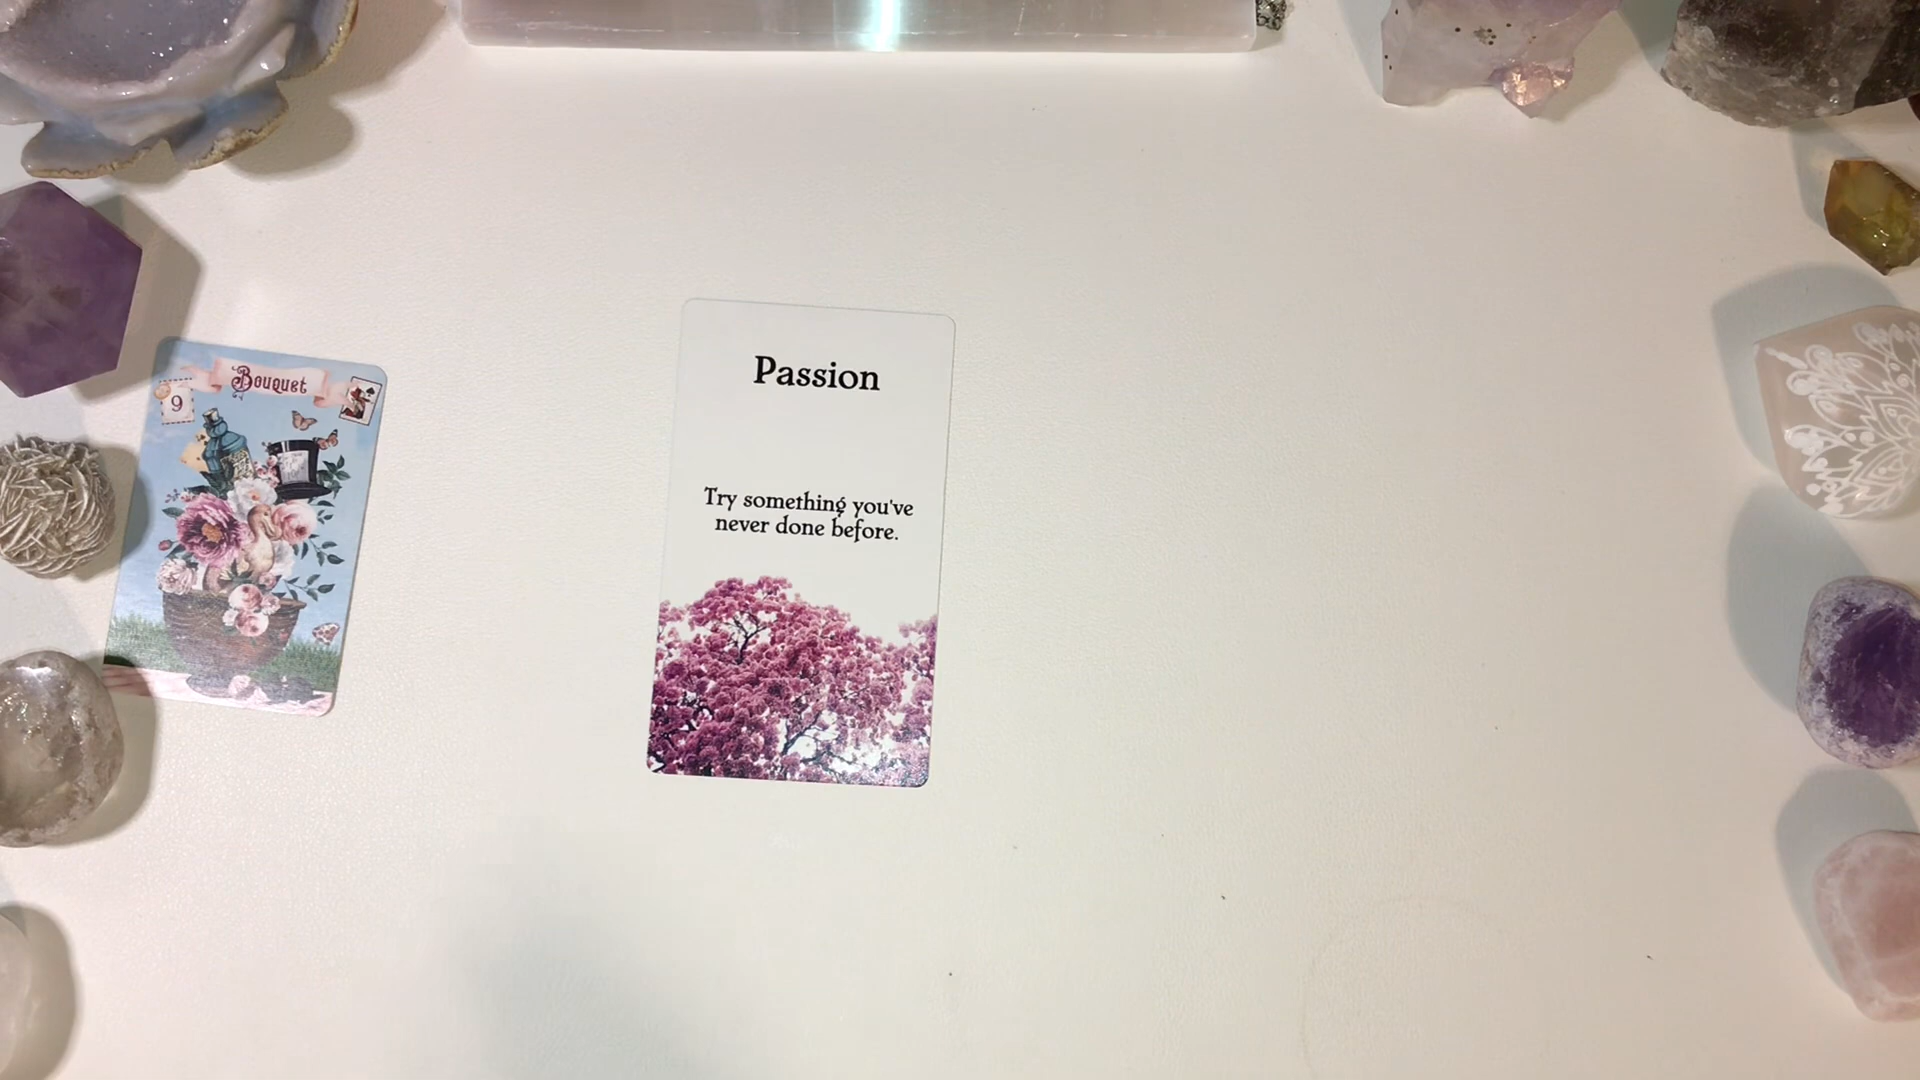 Bouquet
9
Passion
Try something you've
never done before.